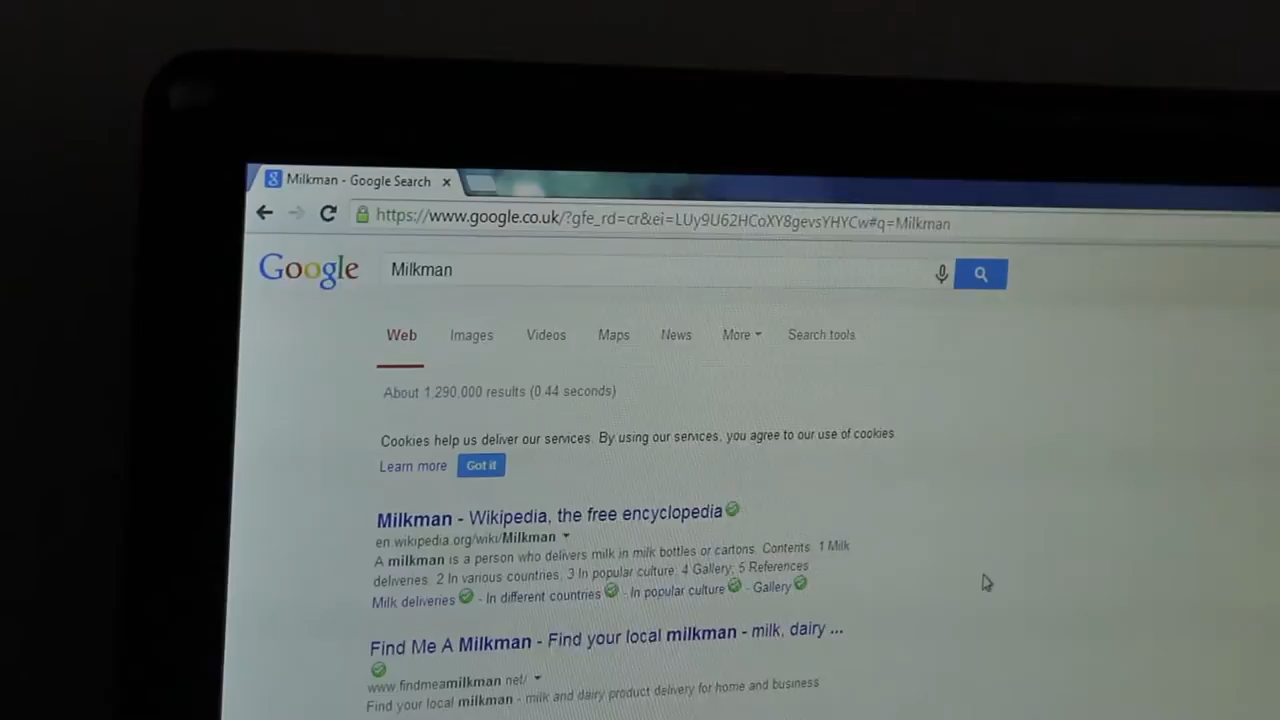 Milkman - Google Search
https://www.google.co.uk/?gfe_rd=cr&ei=LUy9U62HCoXY8gevsYHYCw#q=Milkman
Google Milkman
Web Images Videos Maps News More Search tools
About 1,290,000 results (0.44 seconds)
Cookies help us deliver our services. By using our services, you agree to our use of cookies
Learn more Got it
Milkman - Wikipedia, the free encyclopedia
en.wikipedia.org/wiki/Milkman
A milkman is a person who delivers milk in milk bottles or cartons. Contents. 1 Milk
deliveries; 2 In various countries; 3 In popular culture; 4 Gallery; 5 References
Milk deliveries - In different countries - In popular culture - Gallery
Find Me A Milkman - Find your local milkman - milk, dairy ...
www.findmeamilkman.net/
Find your local milkman - milk and dairy product delivery for home and business